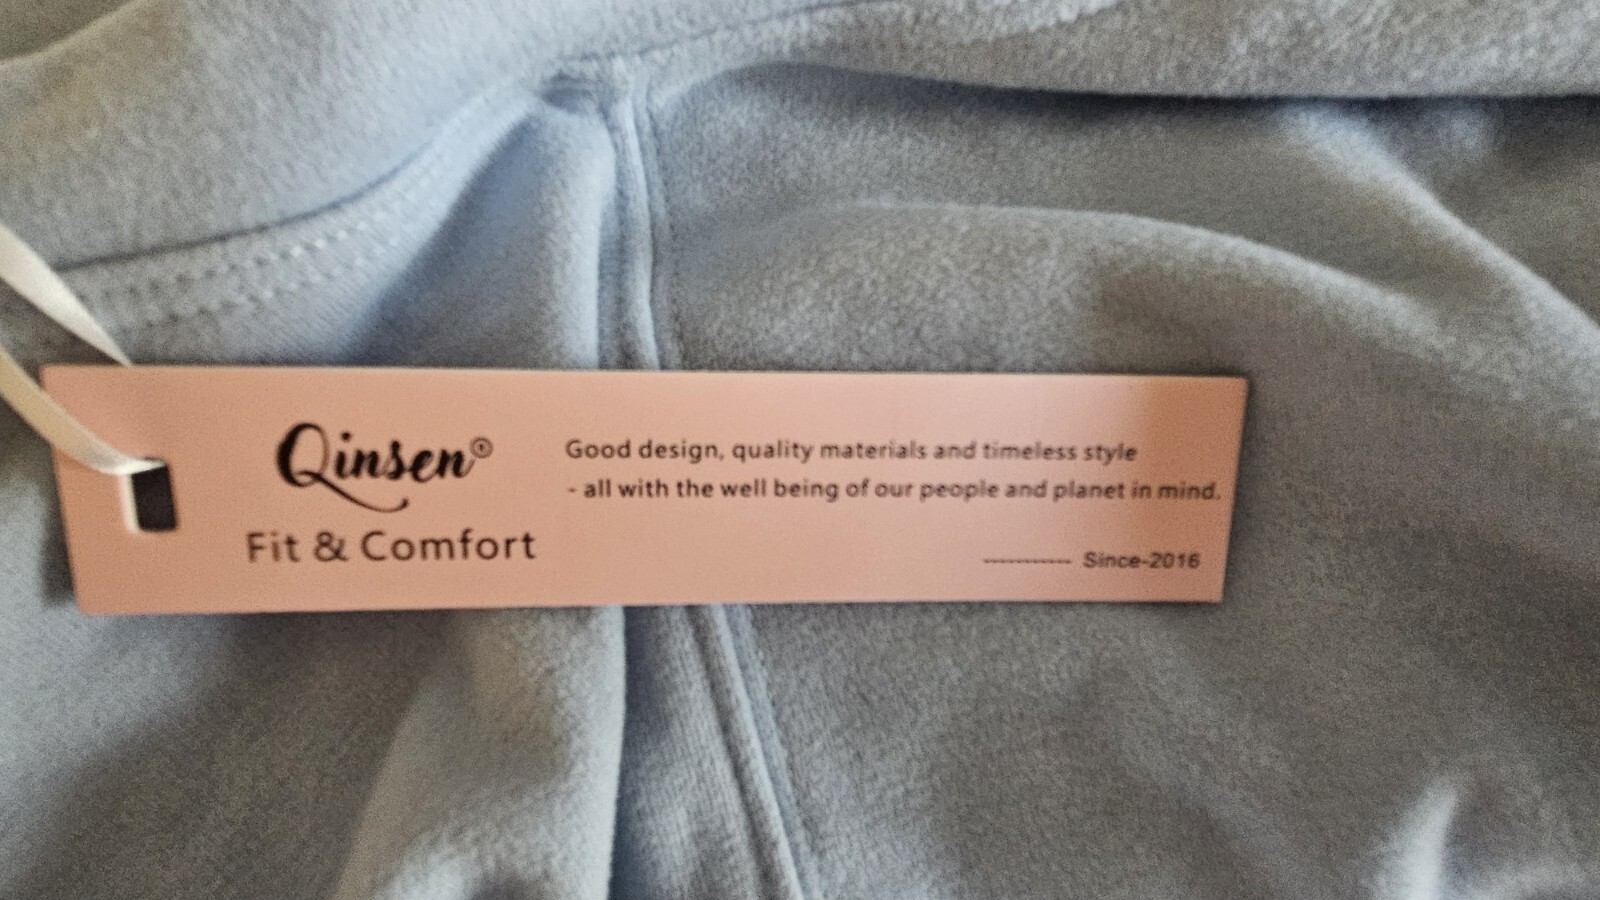 Qinsen®
Fit & Comfort
Good design, quality materials and timeless style
- all with the well being of our people and planet in mind.
----------- Since-2016